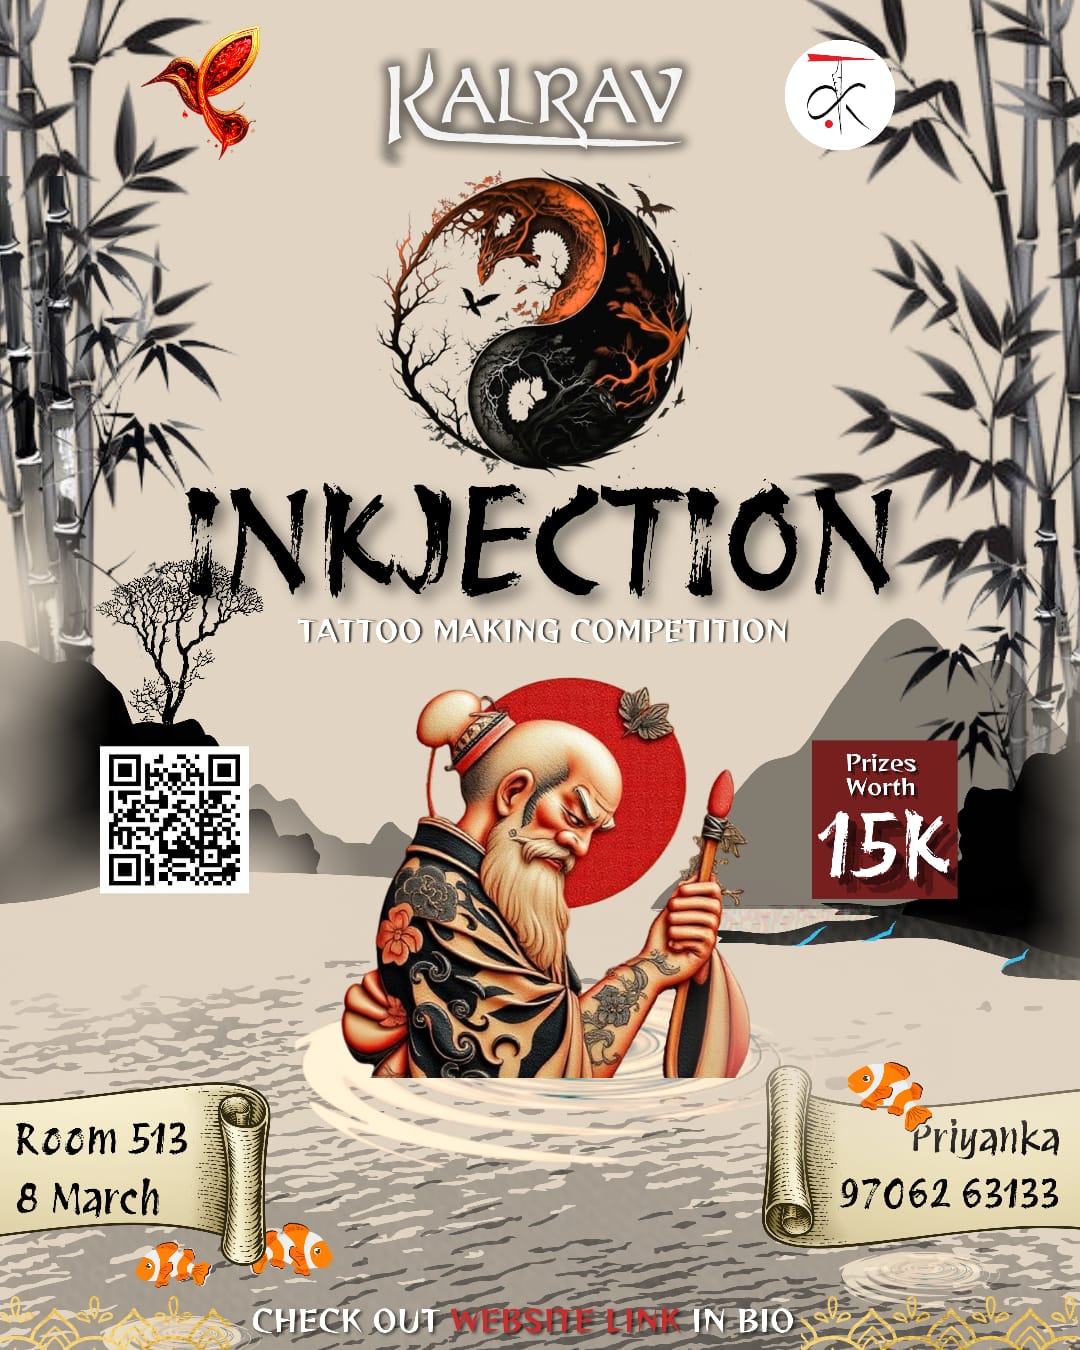 KALRAV
INKJECTION
TATTOO MAKING COMPETITION
Prizes
Worth
15K
Room 513
8 March
Priyanka
97062 63133
CHECK OUT WEBSITE LINK IN BIO